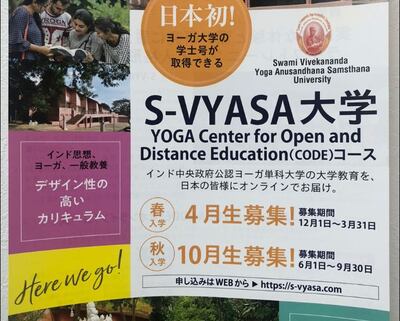 日本初!
ヨーガ大学の
学士号が
取得できる
Swami Vivekananda
Yoga Anusandhana Samsthana
University
S-VYASA大学
YOGA Center for Open and
Distance Education(CODE)コース
インド中央政府公認ヨーガ単科大学の大学教育を、
日本の皆様にオンラインでお届け。
インド思想、
ヨーガ、一般教養
デザイン性の
高い
カリキュラム
春
入学
4月生募集!
募集期間
12月1日〜3月31日
秋
入学
10月生募集!
募集期間
6月1日〜9月30日
申し込みはWEBから▶https://s-vyasa.com
Here we go!